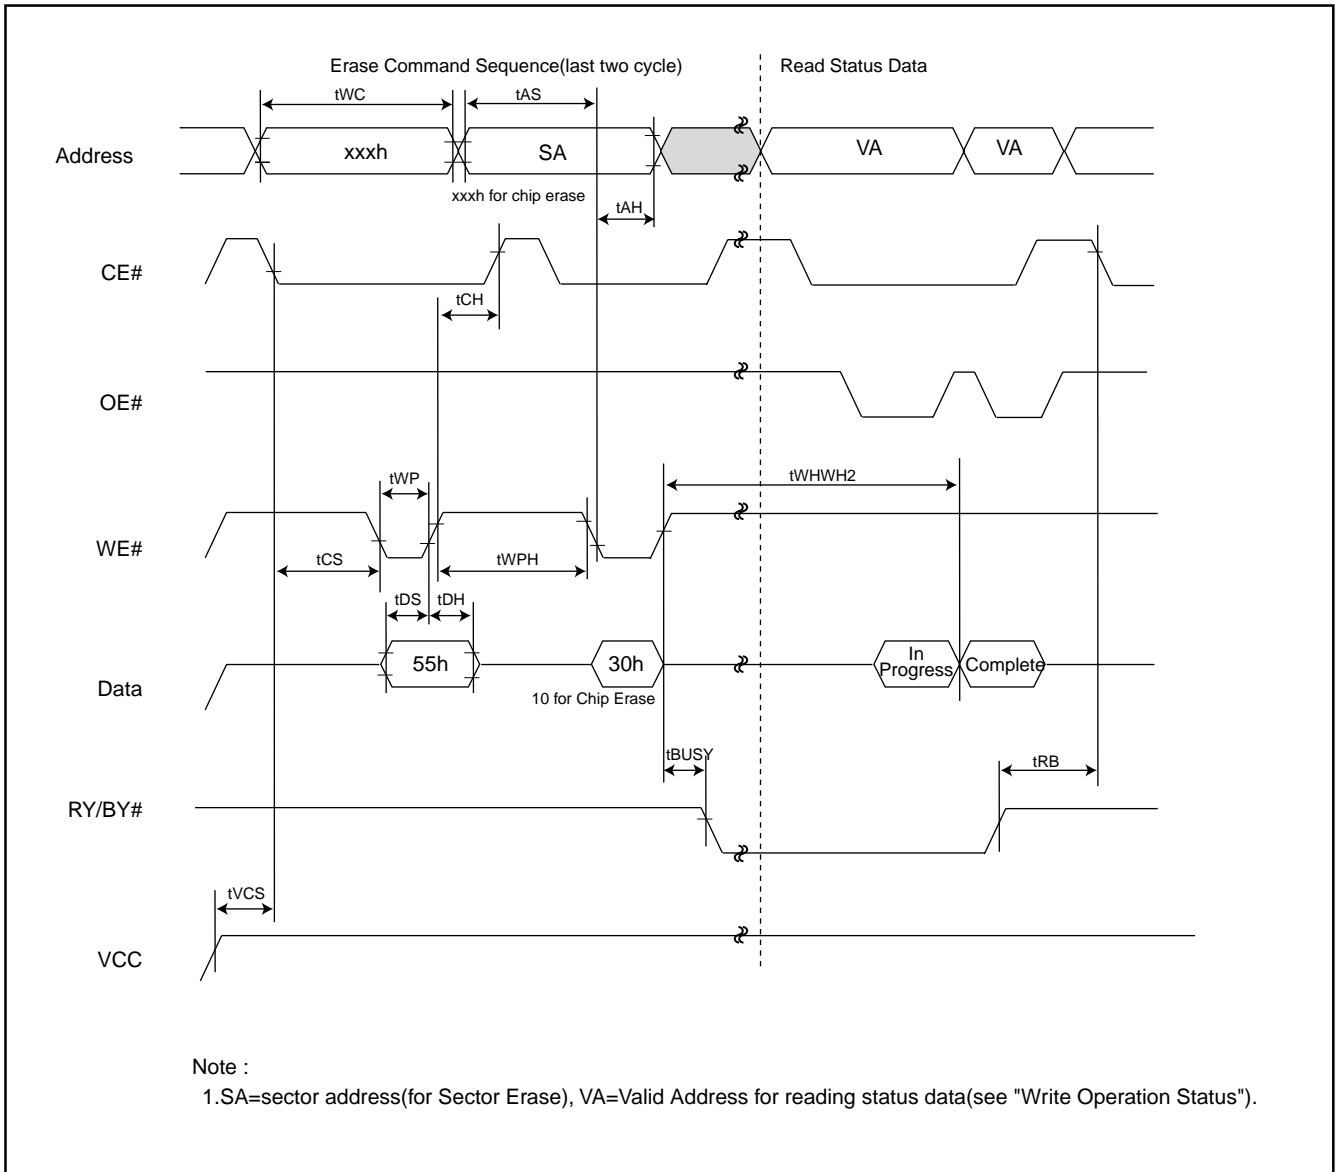 Erase Command Sequence(last two cycle)
Read Status Data
tWC
tAS
Address
xxxh
SA
VA
VA
xxxh for chip erase
tAH
CE#
tCH
OE#
tWP
tWHWH2
WE#
tCS
tWPH
tDS
tDH
55h
30h
In
Progress
Complete
Data
10 for Chip Erase
tBUSY
tRB
RY/BY#
tVCS
VCC
Note :
1.SA=sector address(for Sector Erase), VA=Valid Address for reading status data(see "Write Operation Status").